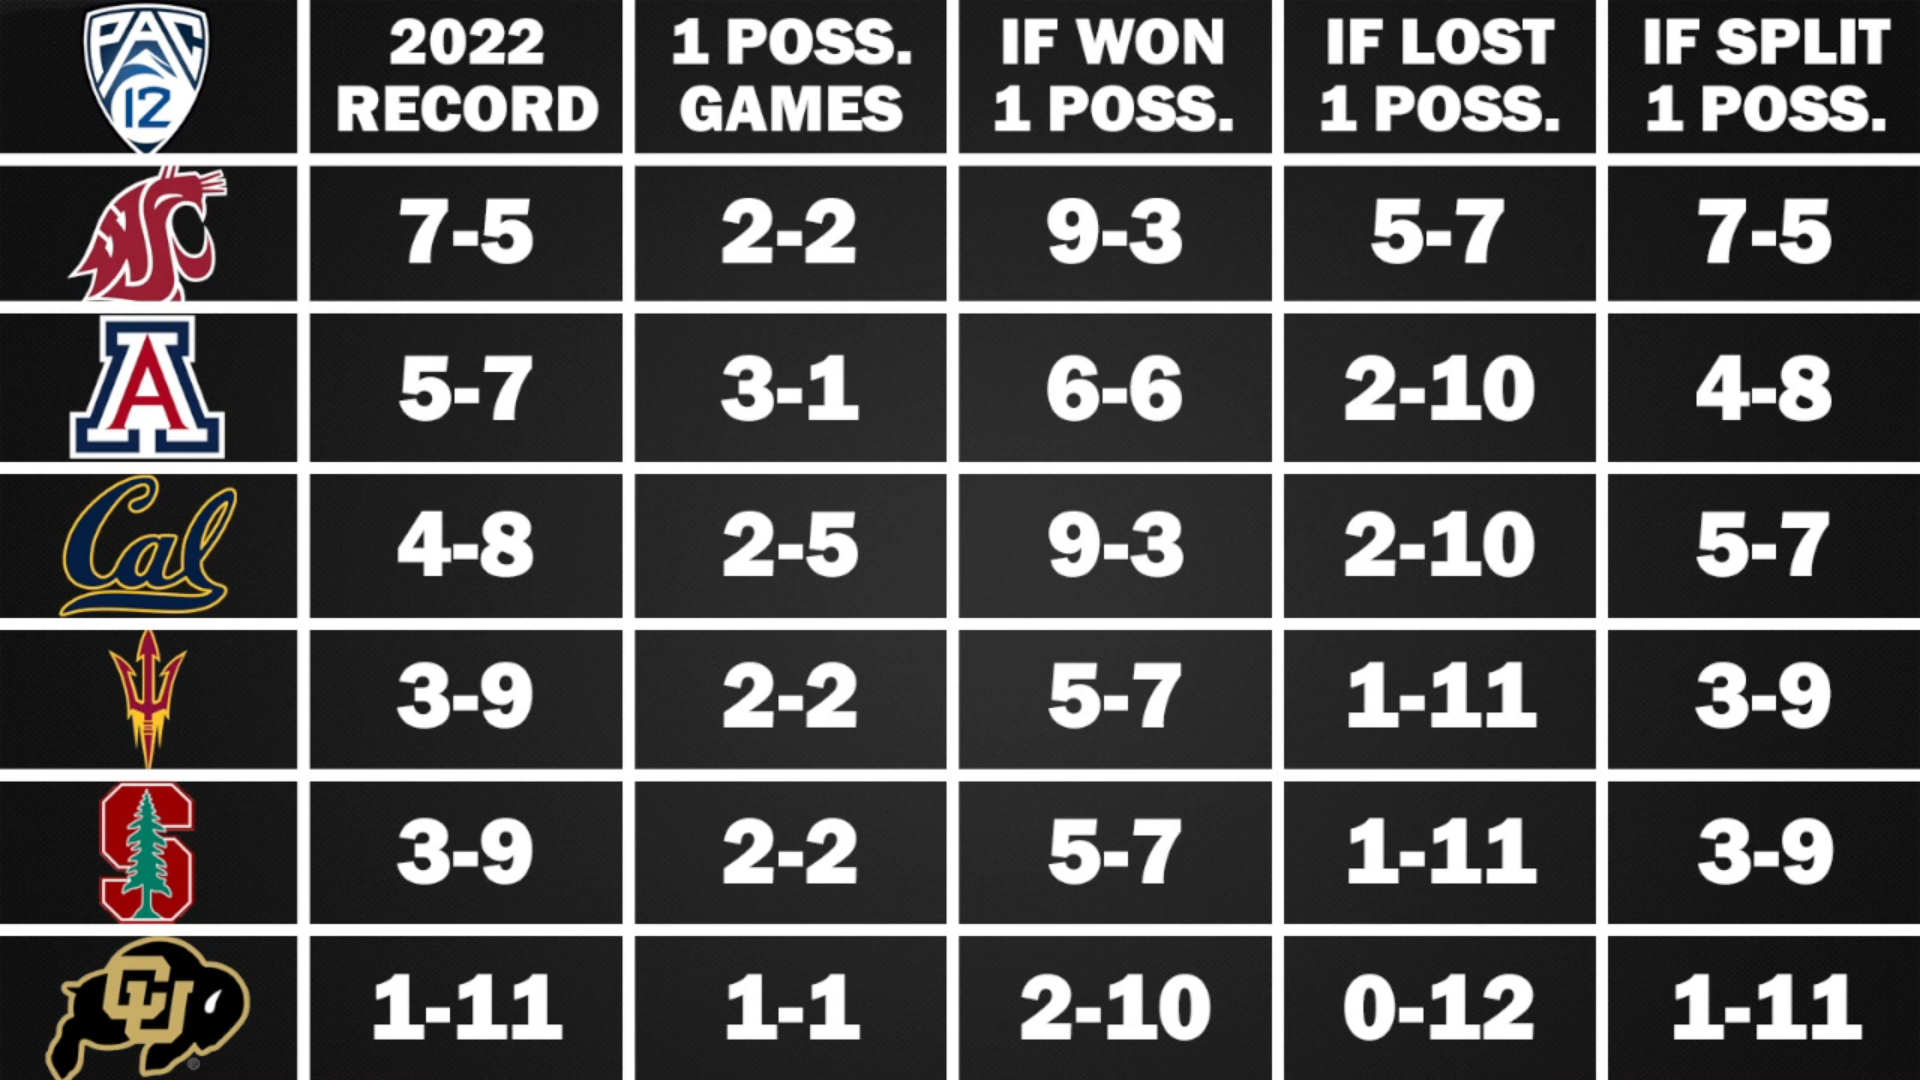 PAC 12
2022 RECORD
1 POSS. GAMES
IF WON 1 POSS.
IF LOST 1 POSS.
IF SPLIT 1 POSS.
WSC
7-5
2-2
9-3
5-7
7-5
A
5-7
3-1
6-6
2-10
4-8
Cal
4-8
2-5
9-3
2-10
5-7
3-9
2-2
5-7
1-11
3-9
S
3-9
2-2
5-7
1-11
3-9
CU
1-11
1-1
2-10
0-12
1-11